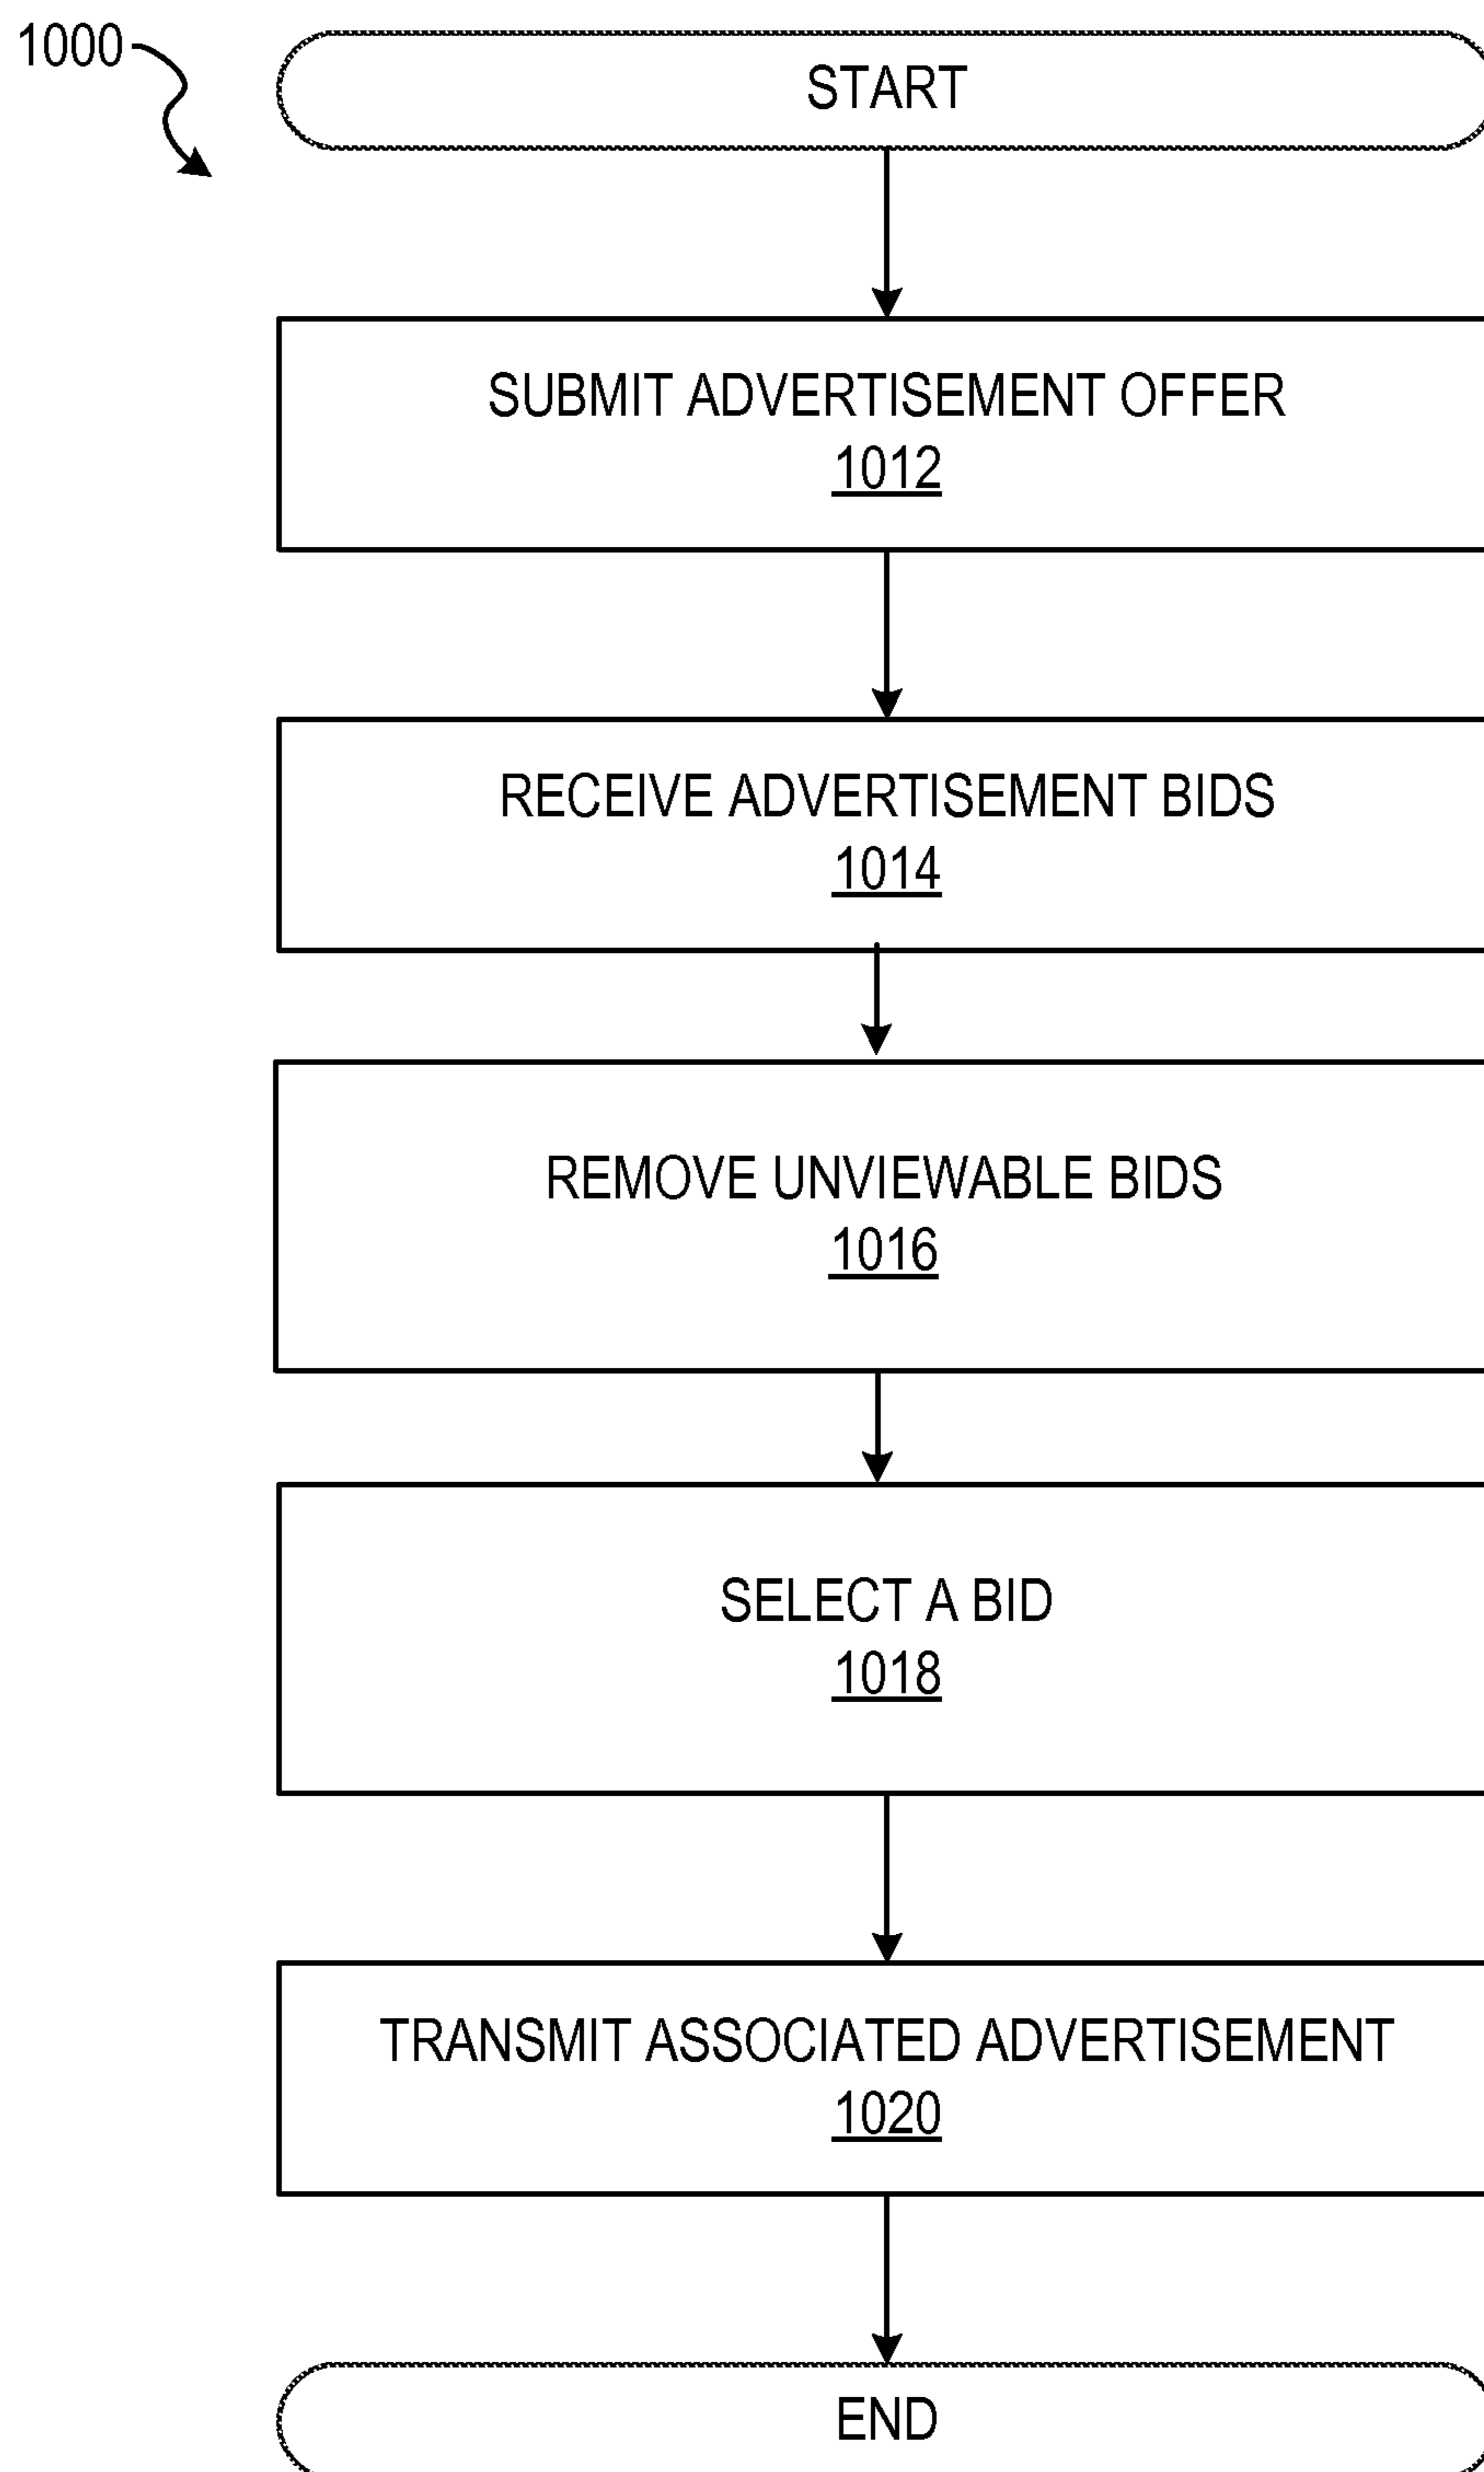 1000
START
SUBMIT ADVERTISEMENT OFFER
1012
RECEIVE ADVERTISEMENT BIDS
1014
REMOVE UNVIEWABLE BIDS
1016
SELECT A BID
1018
TRANSMIT ASSOCIATED ADVERTISEMENT
1020
END